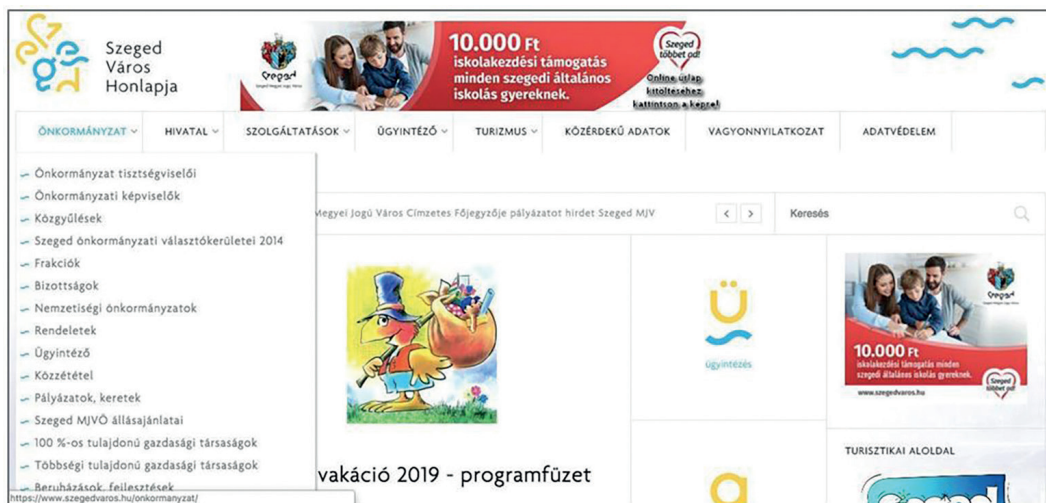 Szeged
Város
Honlapja
Szeged
10.000 Ft
iskolakezdési támogatás
minden szegedi általános
iskolás gyereknek.
Szeged
többet ad!
Online űrlap
kitöltéséhez
kattintson a képre!
ÖNKORMÁNYZAT
HIVATAL
SZOLGÁLTATÁSOK
ÜGYINTÉZŐ
TURIZMUS
KÖZÉRDEKŰ ADATOK
VAGYONNYILATKOZAT
ADATVÉDELEM
Önkormányzat tisztségviselői
Önkormányzati képviselők
Közgyűlések
Szeged önkormányzati választókerületei 2014
Frakciók
Bizottságok
Nemzetiségi önkormányzatok
Rendeletek
Ügyintéző
Közzététel
Pályázatok, keretek
Szeged MJVÖ állásajánlatai
100 %-os tulajdonú gazdasági társaságok
Többségi tulajdonú gazdasági társaságok
Beruházások, fejlesztések
https://www.szegedvaros.hu/onkormanyzat/
Megyei Jogú Város Címzetes Főjegyzője pályázatot hirdet Szeged MJV
< >
Keresés
vakáció 2019 - programfüzet
ü
ügyintézés
a
Szeged
10.000 Ft
iskolakezdési támogatás minden
szegedi általános iskolás gyereknek.
www.szegedvaros.hu
Szeged
többet ad!
TURISZTIKAI ALOLDAL